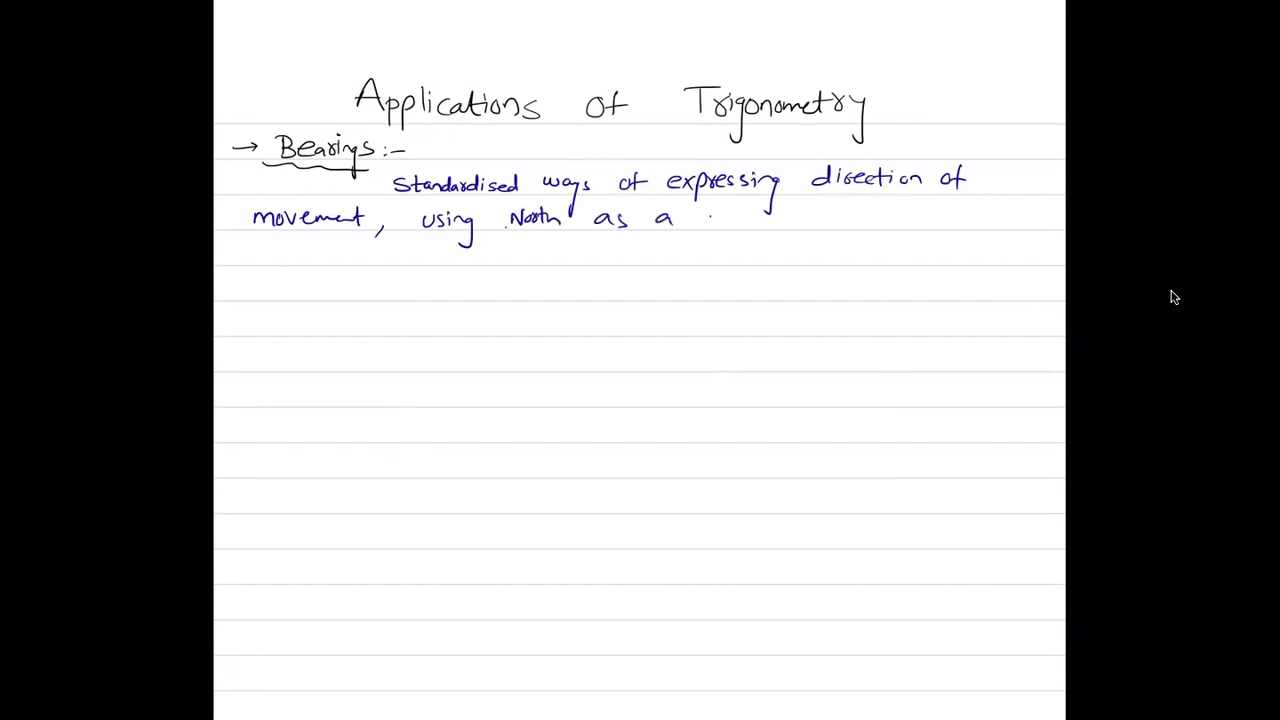 Applications of Trigonometry
→ Bearings :-
Standardised ways of expressing direction of
movement, using North as a